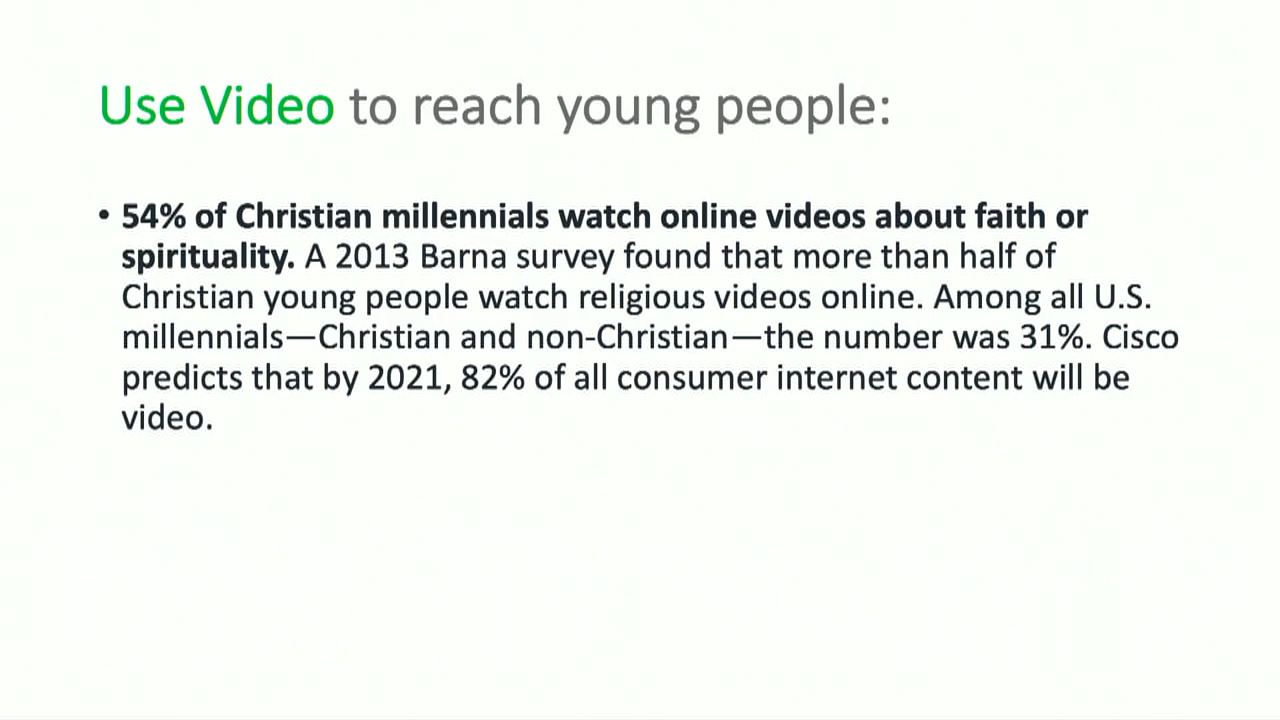 Use Video to reach young people:
• 54% of Christian millennials watch online videos about faith or
spirituality. A 2013 Barna survey found that more than half of
Christian young people watch religious videos online. Among all U.S.
millennials—Christian and non-Christian—the number was 31%. Cisco
predicts that by 2021, 82% of all consumer internet content will be
video.